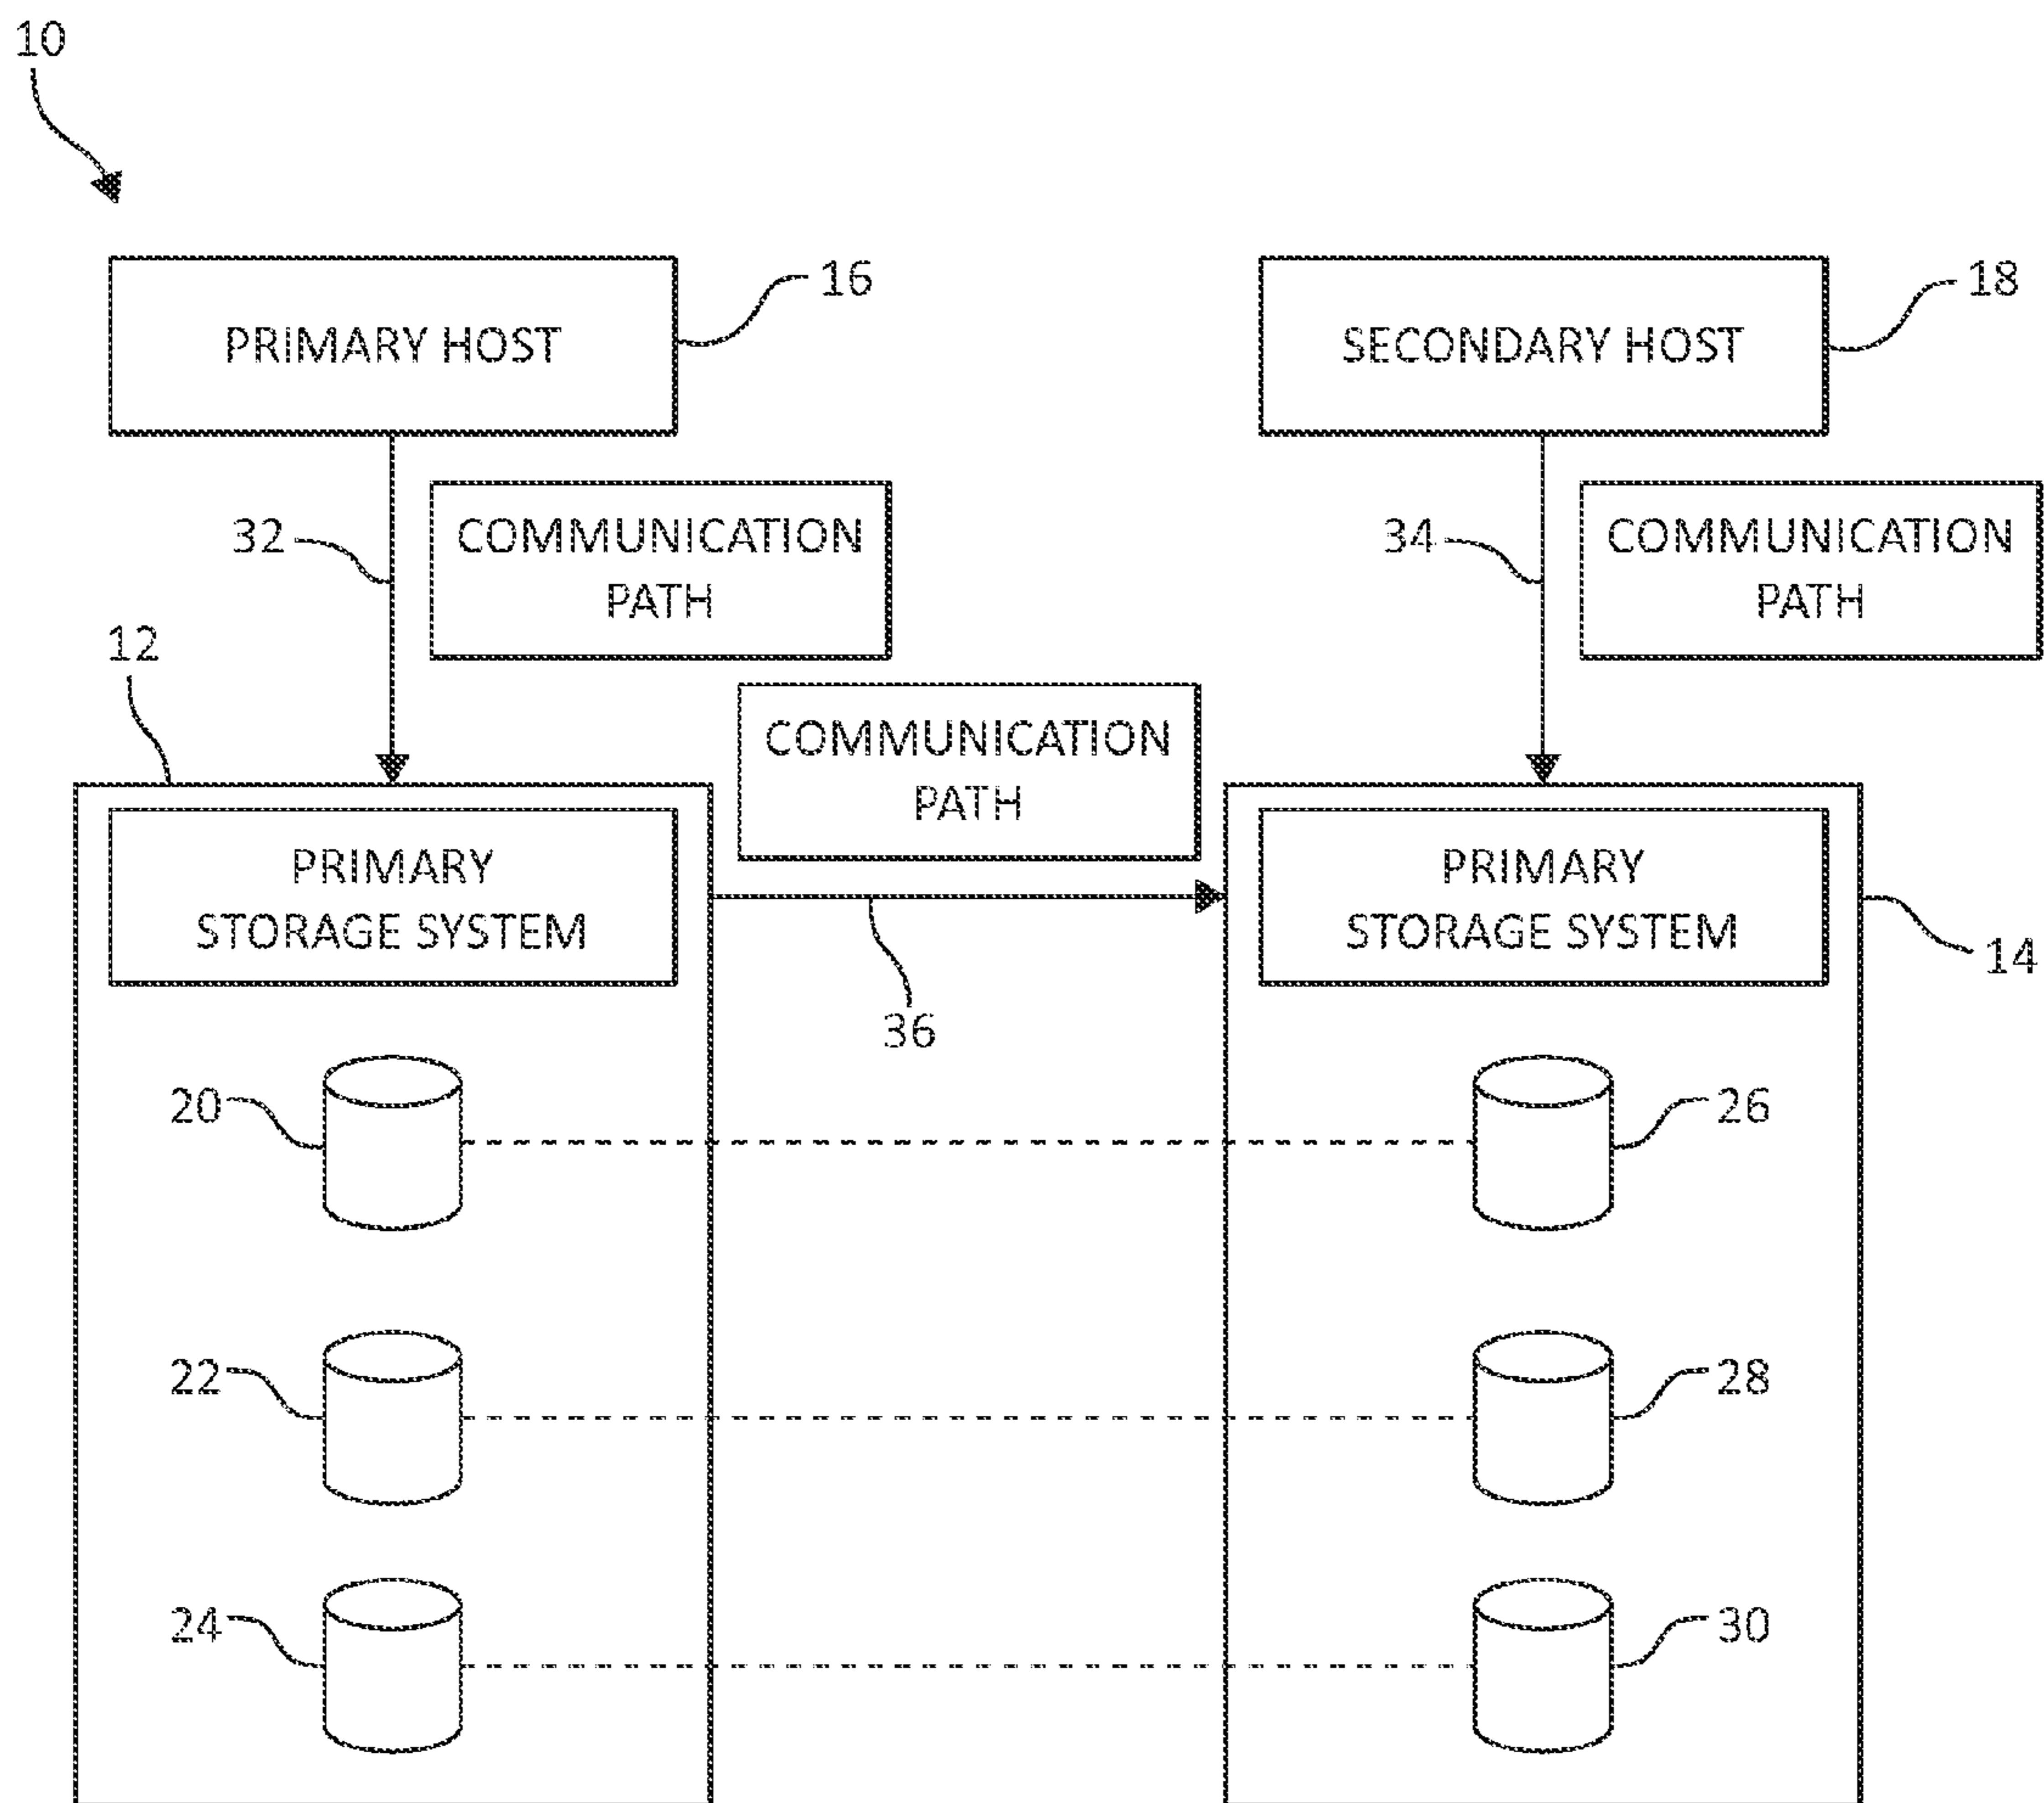 10
16
18
PRIMARY HOST
SECONDARY HOST
32
COMMUNICATION
PATH
34
COMMUNICATION
PATH
12
COMMUNICATION
PATH
PRIMARY
STORAGE SYSTEM
PRIMARY
STORAGE SYSTEM
14
36
20
26
22
28
24
30